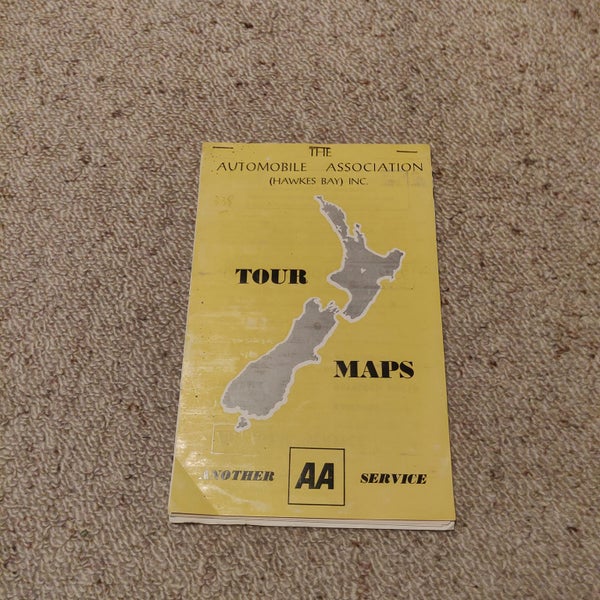 THE
AUTOMOBILE ASSOCIATION
(HAWKES BAY) INC.
TOUR
MAPS
ANOTHER AA SERVICE